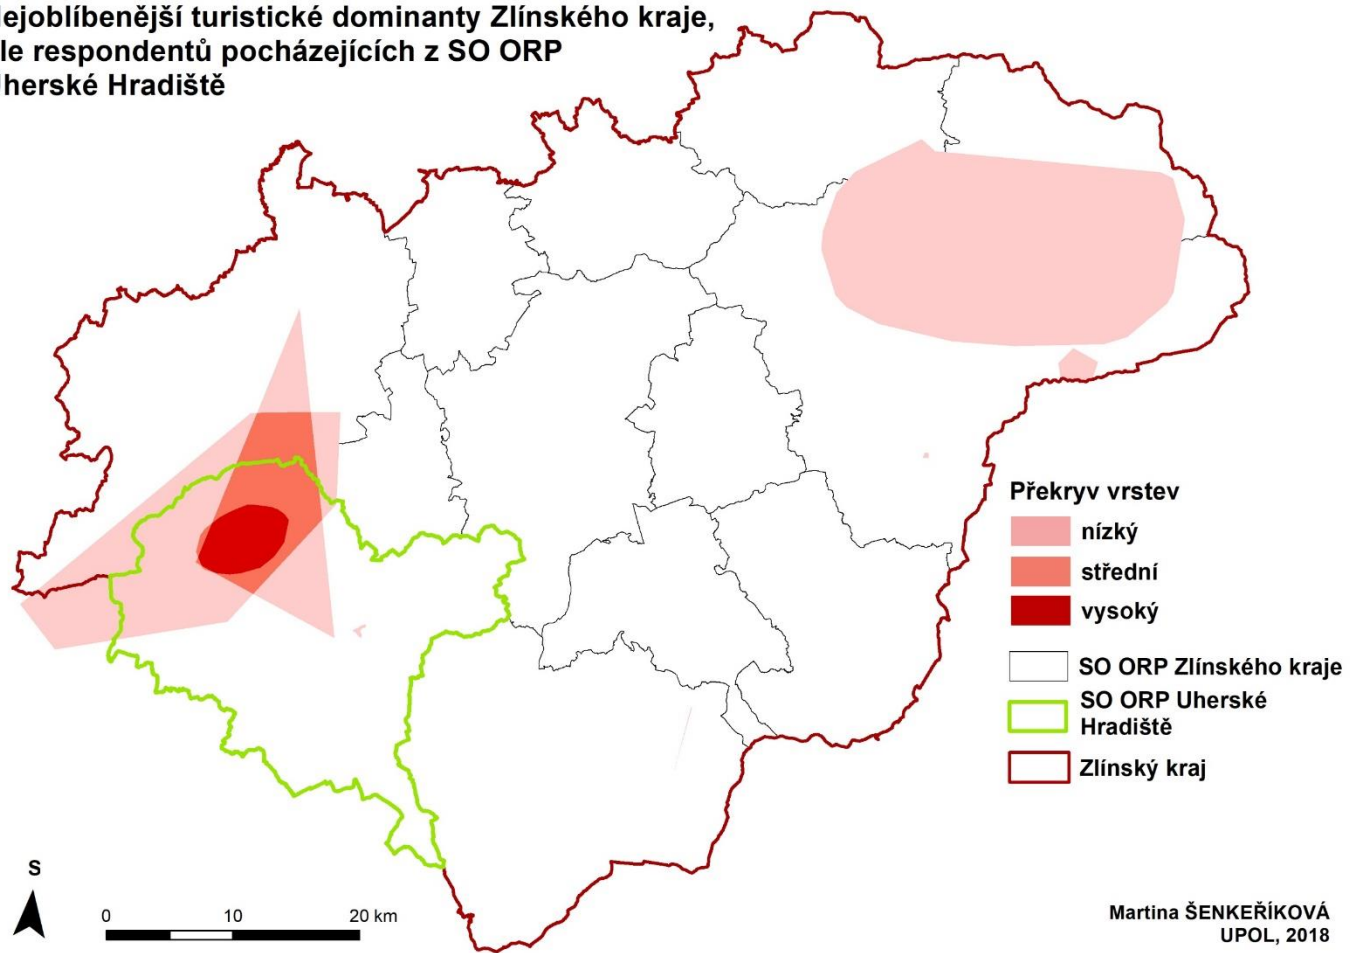 ejoblíbenější turistické dominanty Zlínského kraje,
le respondentů pocházejících z SO ORP
herské Hradiště
Překryv vrstev
nízký
střední
vysoký
SO ORP Zlínského kraje
SO ORP Uherské
Hradiště
Zlínský kraj
S
0 10 20 km
Martina ŠENKEŘÍKOVÁ
UPOL, 2018